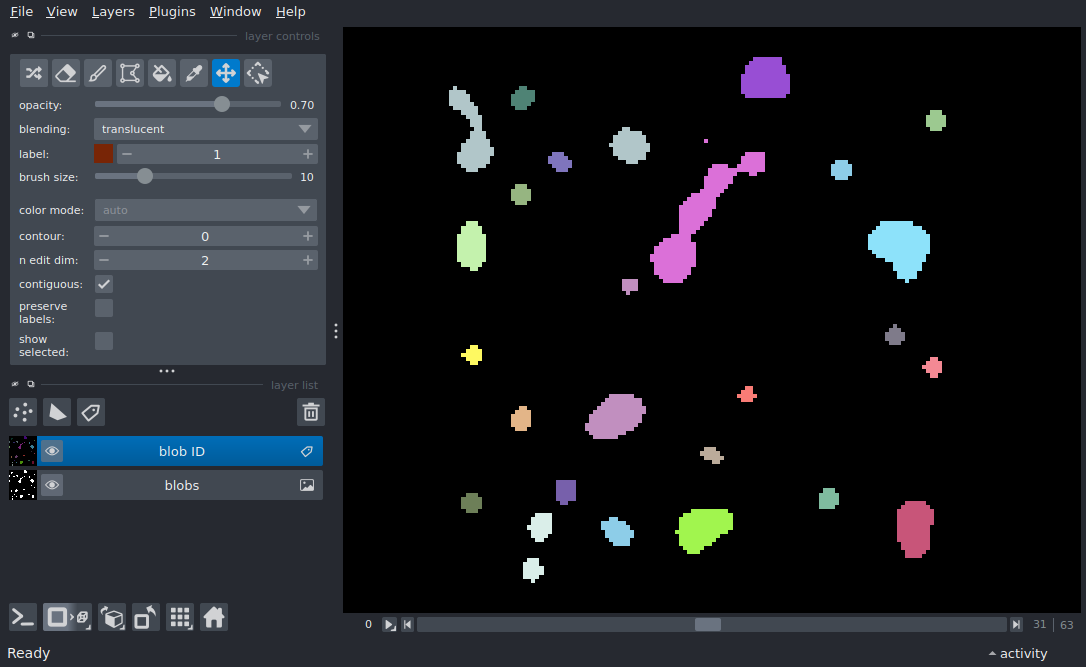 File View Layers Plugins Window Help
layer controls
opacity: 0.70
blending: translucent
label: 1
brush size: 10
color mode: auto
contour: 0
n edit dim: 2
contiguous:
preserve
labels:
show
selected:
layer list
blob ID
blobs
0 31 63
Ready activity